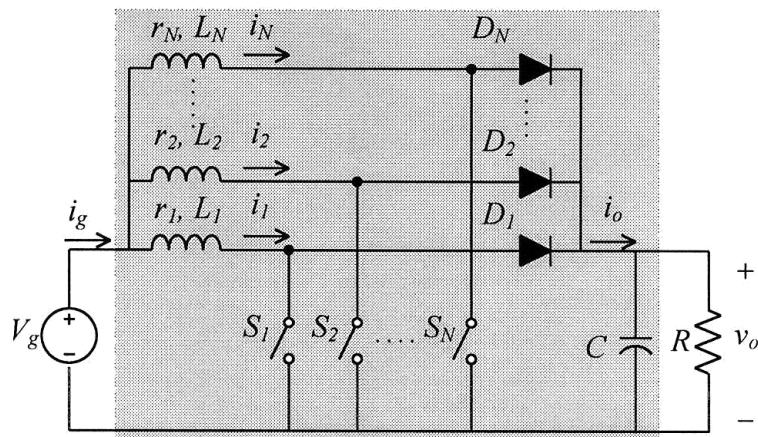 r_N, L_N i_N D_N
r_2, L_2 i_2 D_2
i_g r_1, L_1 i_1 D_1 i_o
+
V_g + − S_1 S_2 .... S_N C R v_o
−